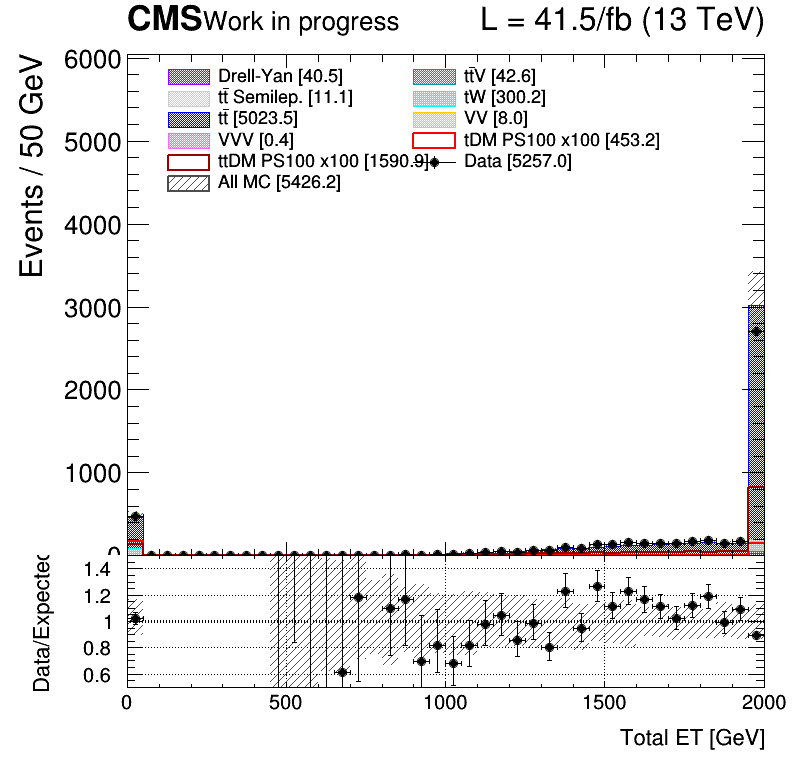 CMS Work in progress L = 41.5/fb (13 TeV)
Events / 50 GeV
6000
5000
4000
3000
2000
1000
0
Drell-Yan [40.5]
tt̄V [42.6]
tt̄ Semilep. [11.1]
tW [300.2]
tt̄ [5023.5]
VV [8.0]
VVV [0.4]
tDM PS100 x100 [453.2]
ttDM PS100 x100 [1590.9]
Data [5257.0]
All MC [5426.2]
Data/Expected
1.4
1.2
1
0.8
0.6
0 500 1000 1500 2000
Total ET [GeV]